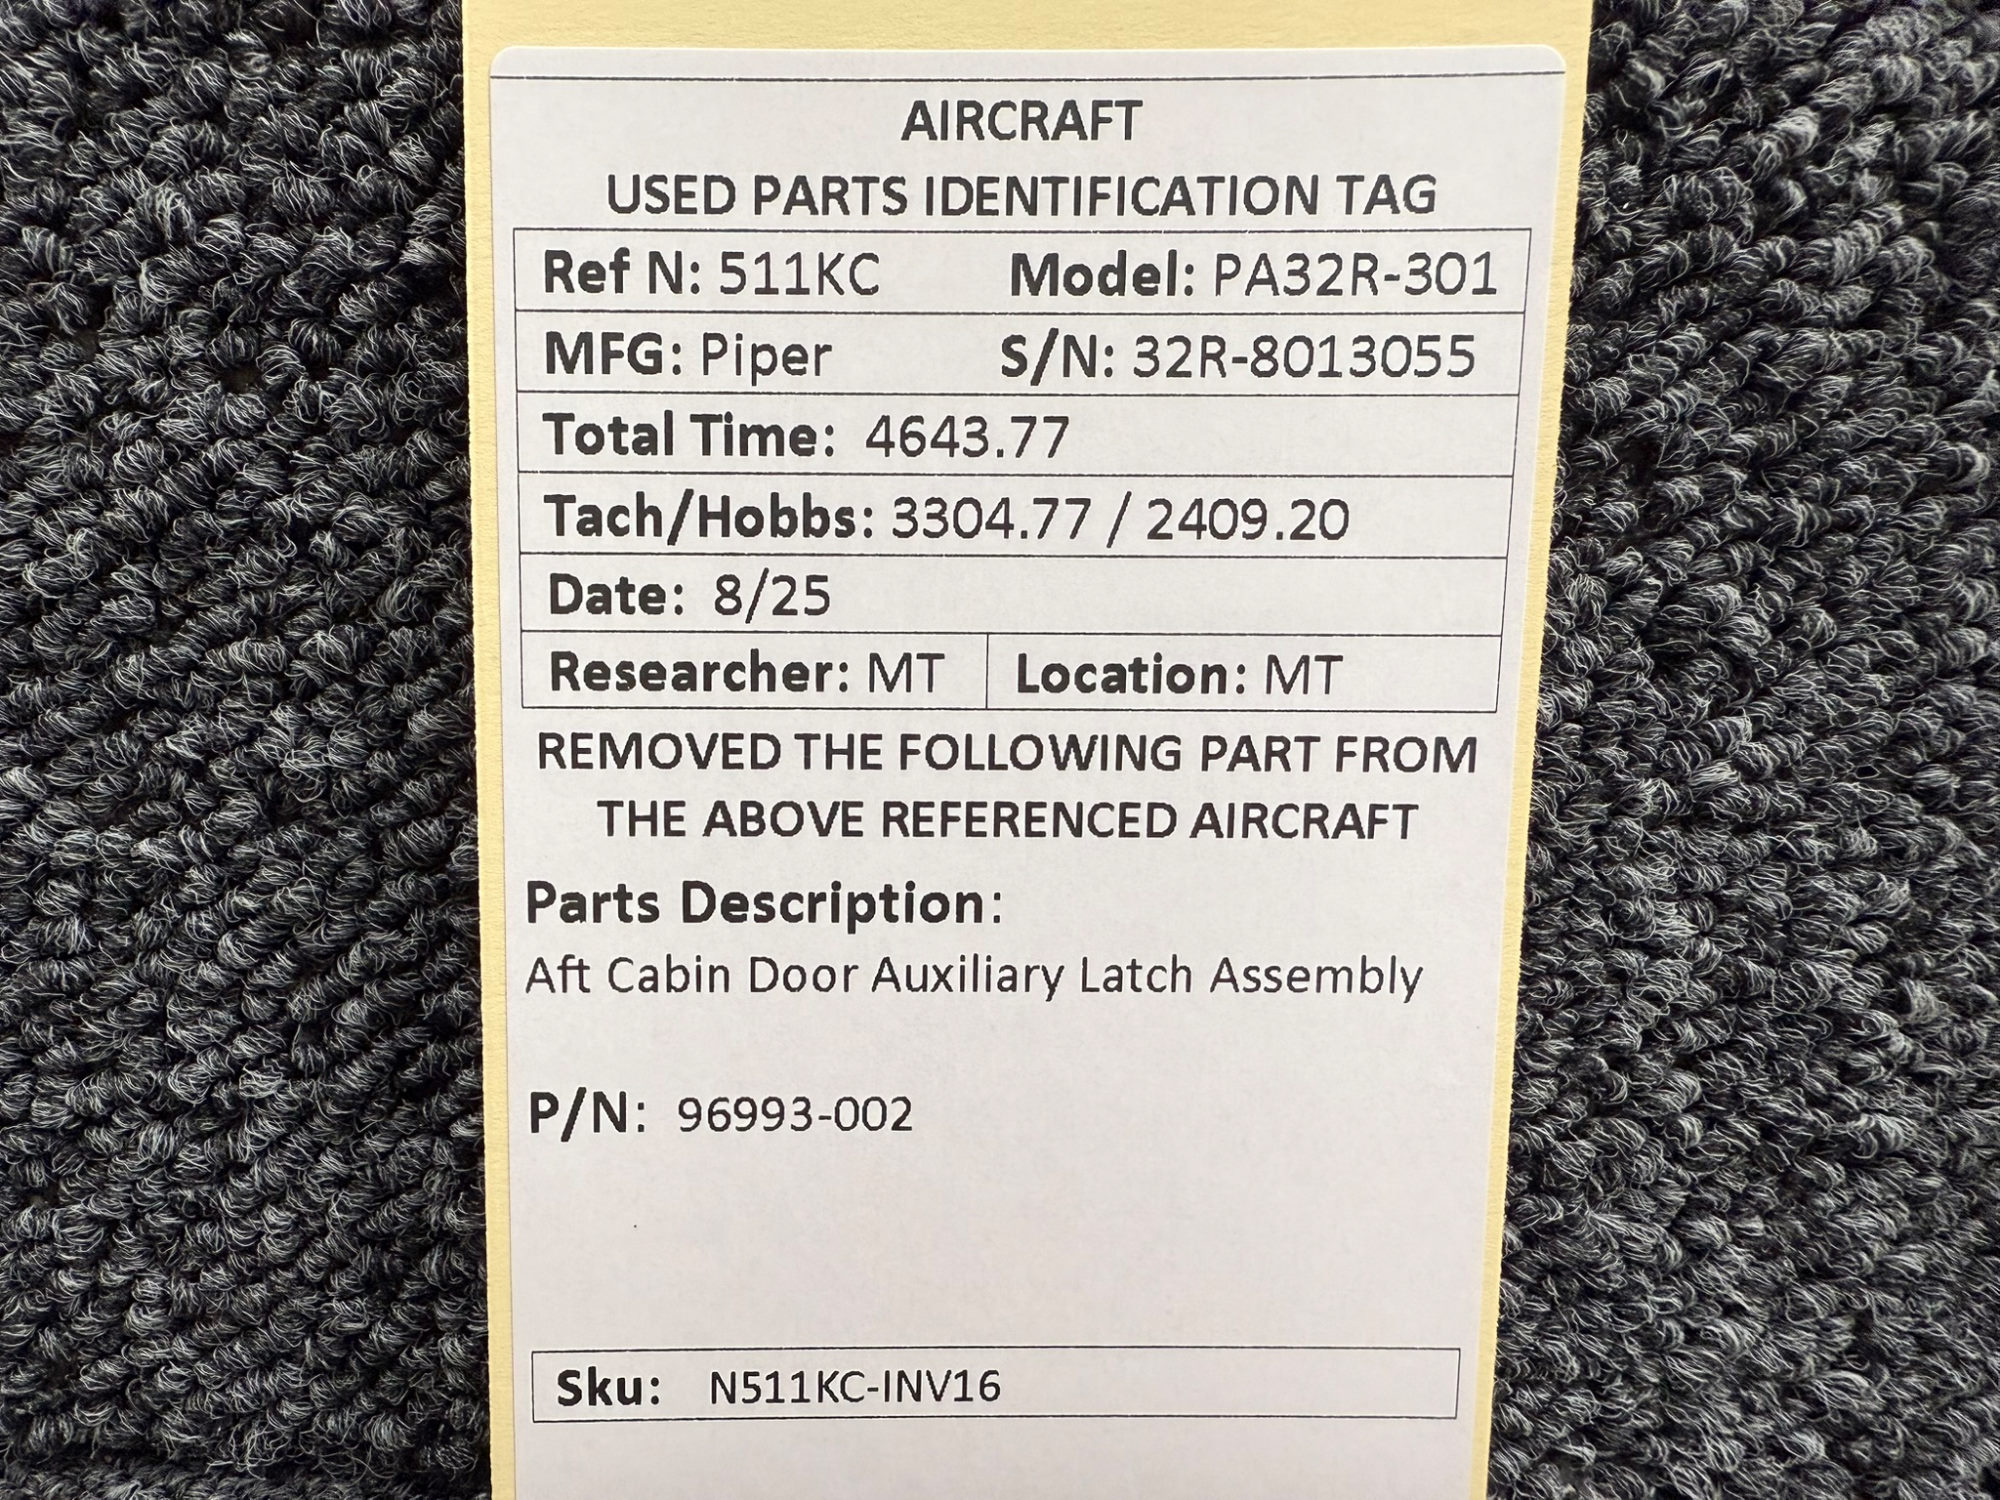 AIRCRAFT
USED PARTS IDENTIFICATION TAG
Ref N: 511KC Model: PA32R-301
MFG: Piper S/N: 32R-8013055
Total Time: 4643.77
Tach/Hobbs: 3304.77 / 2409.20
Date: 8/25
Researcher: MT Location: MT
REMOVED THE FOLLOWING PART FROM
THE ABOVE REFERENCED AIRCRAFT
Parts Description:
Aft Cabin Door Auxiliary Latch Assembly
P/N: 96993-002
Sku: N511KC-INV16